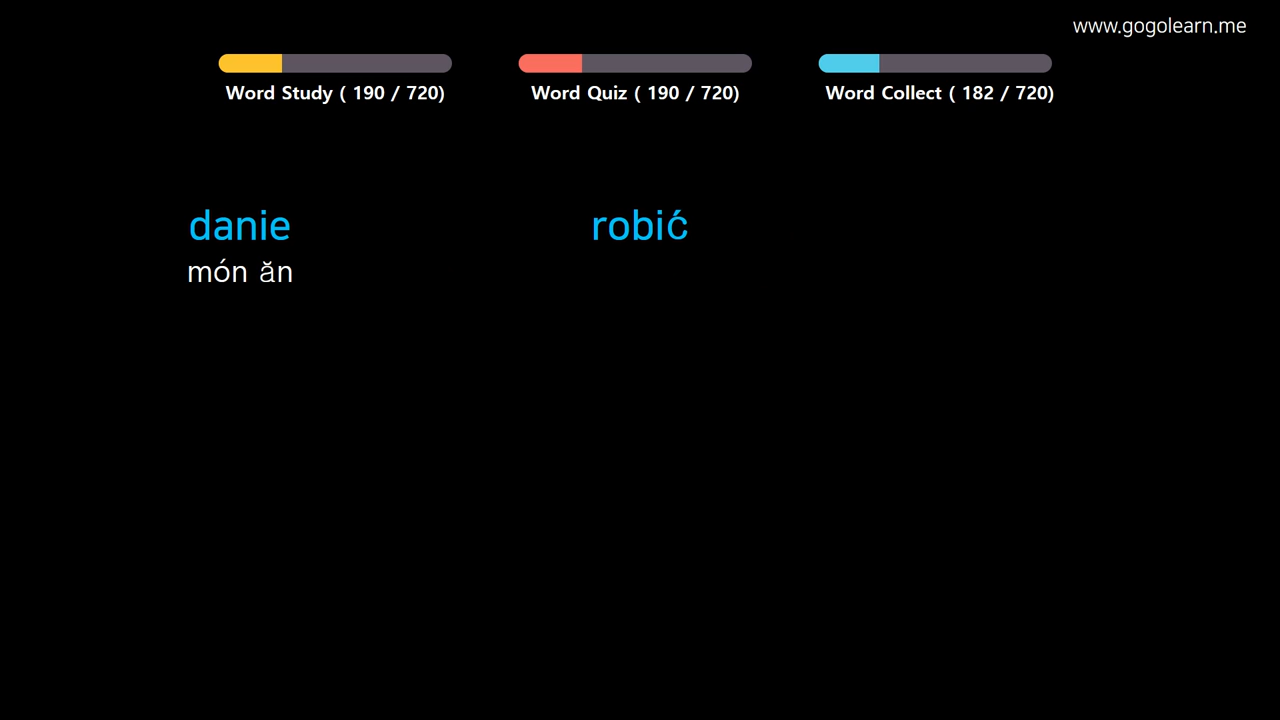 www.gogolearn.me
Word Study ( 190 / 720)
Word Quiz ( 190 / 720)
Word Collect ( 182 / 720)
danie
món ăn
robić